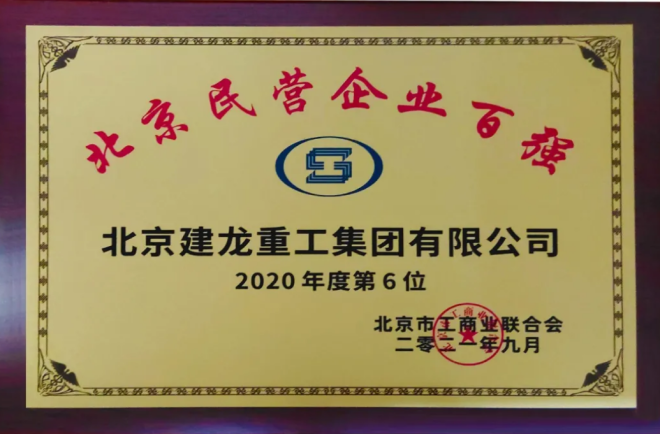 北京民营企业百强
北京建龙重工集团有限公司
2020年度第6位
北京市工商业联合会
二零二一年九月